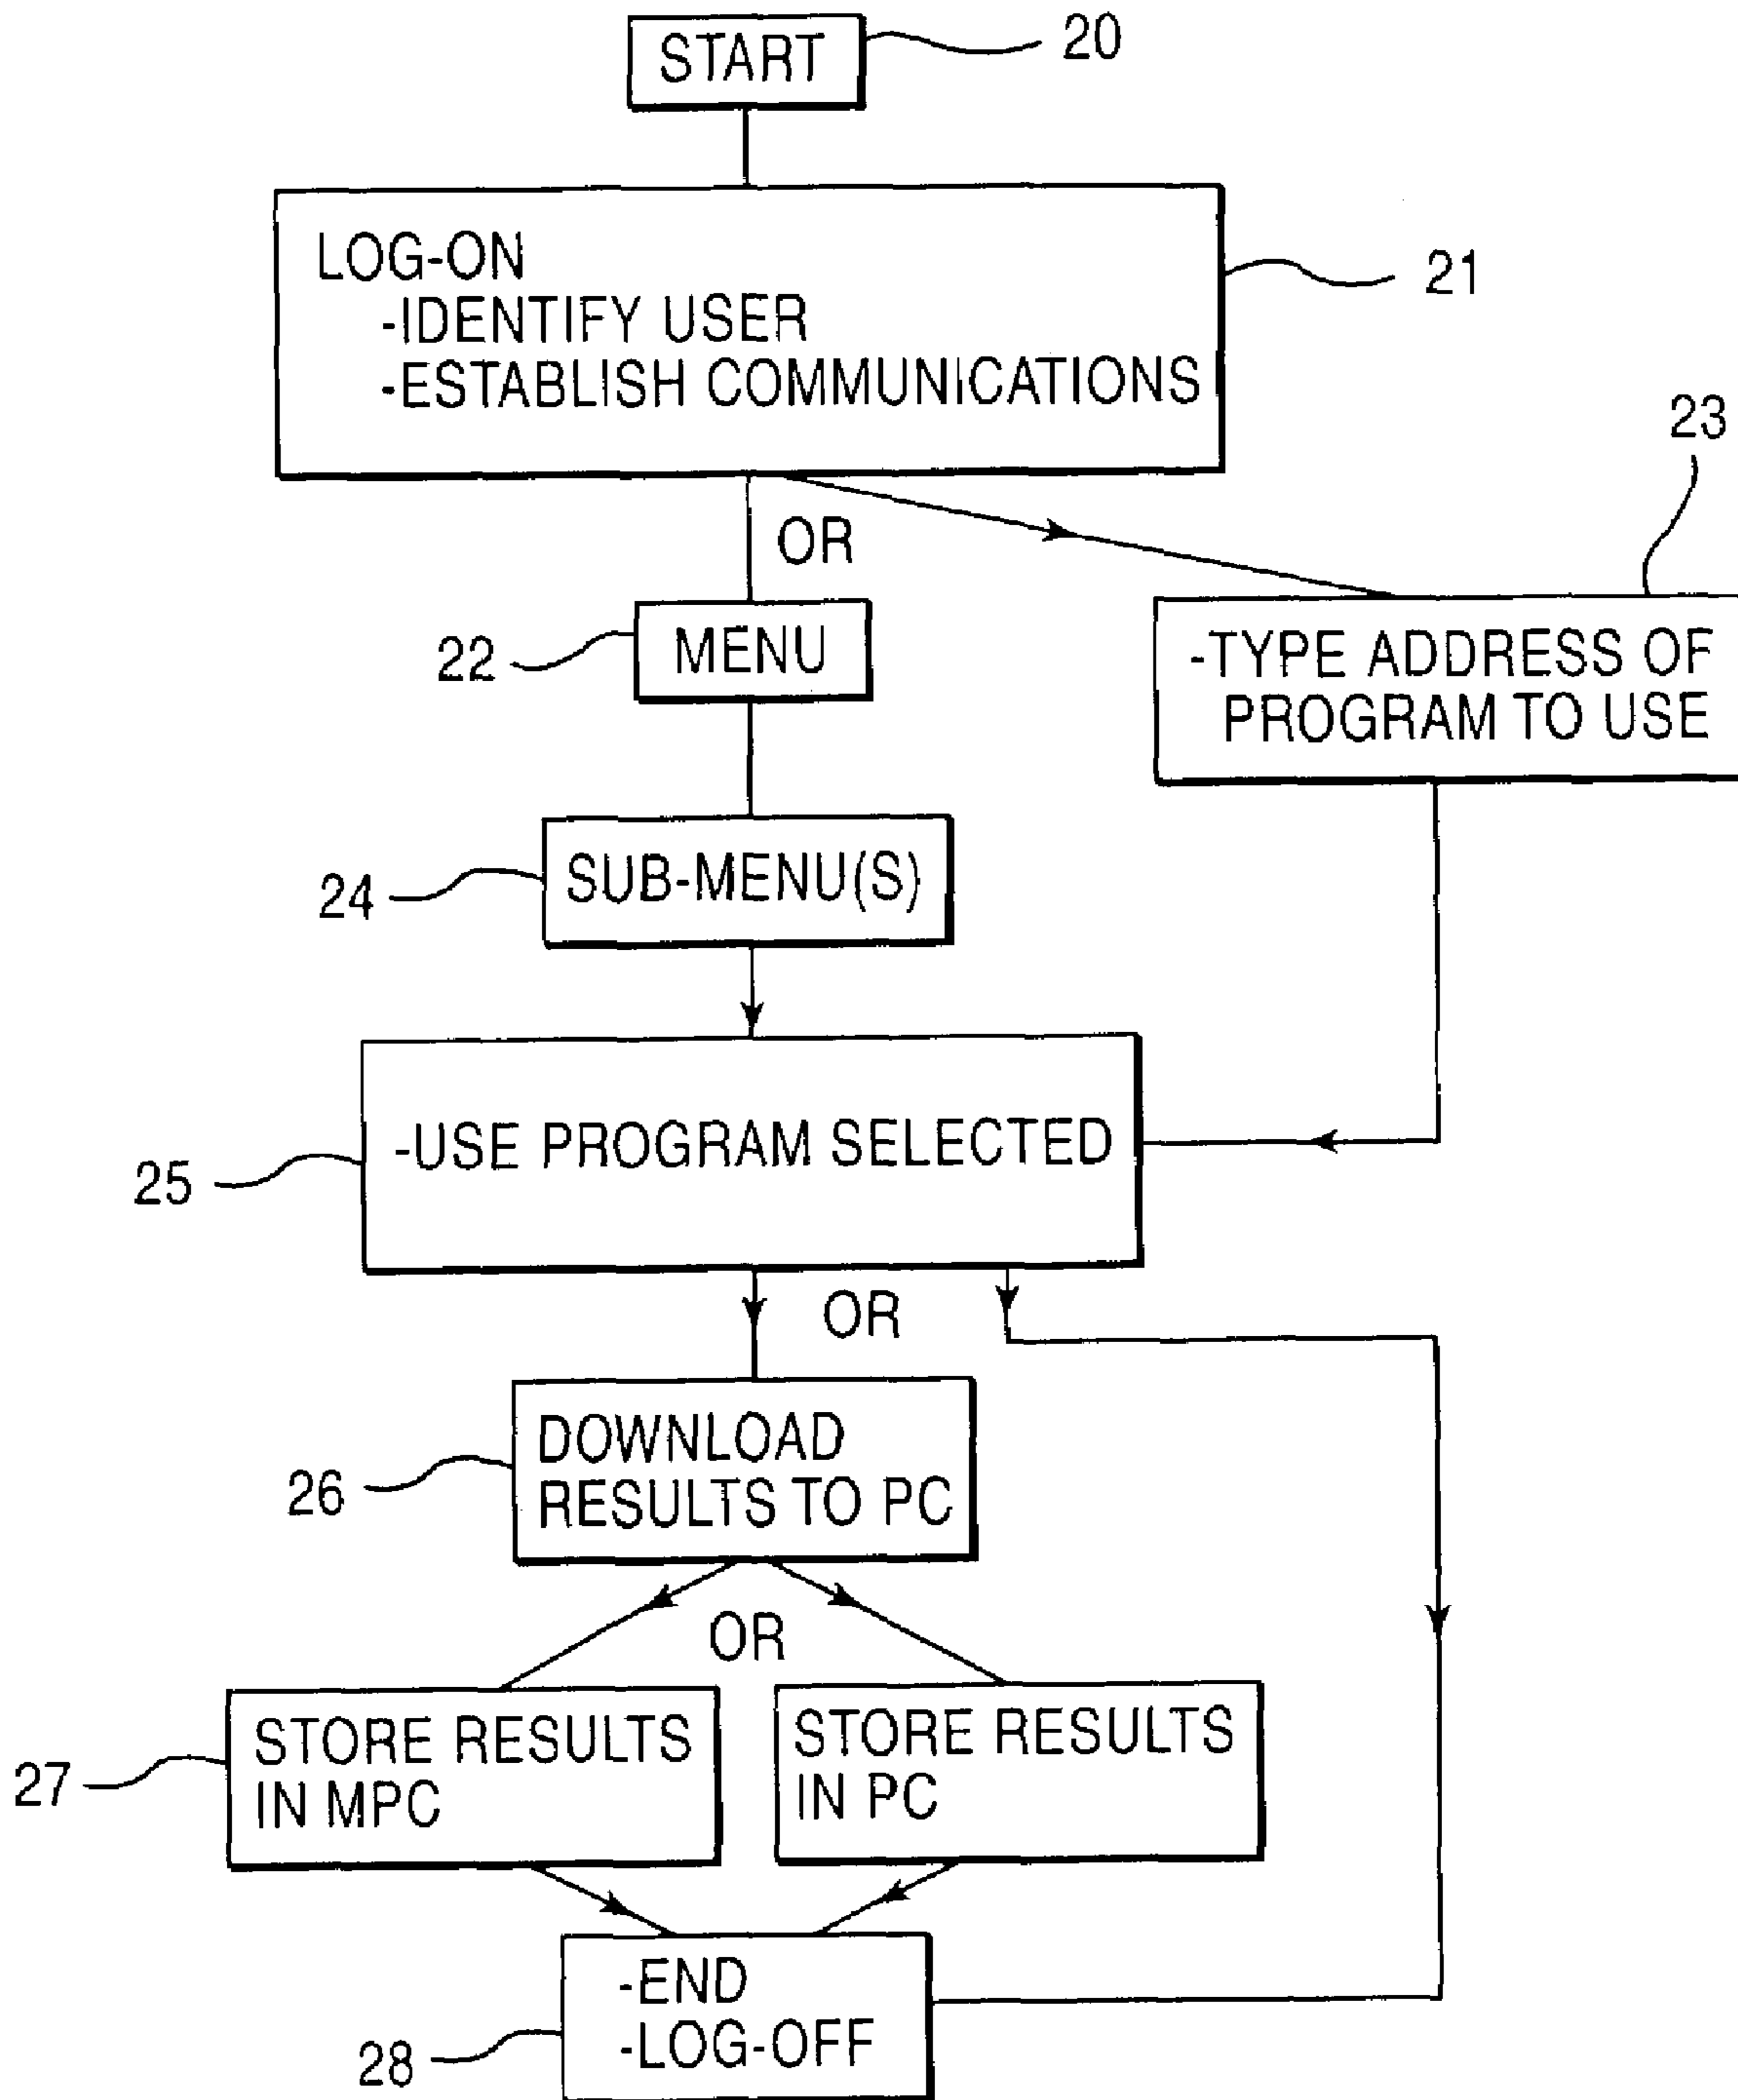 START
20
LOG-ON
-IDENTIFY USER
-ESTABLISH COMMUNICATIONS
21
OR
23
22
MENU
-TYPE ADDRESS OF
PROGRAM TO USE
24
SUB-MENU(S)
25
-USE PROGRAM SELECTED
OR
26
DOWNLOAD
RESULTS TO PC
OR
27
STORE RESULTS
IN MPC
STORE RESULTS
IN PC
28
-END
-LOG-OFF